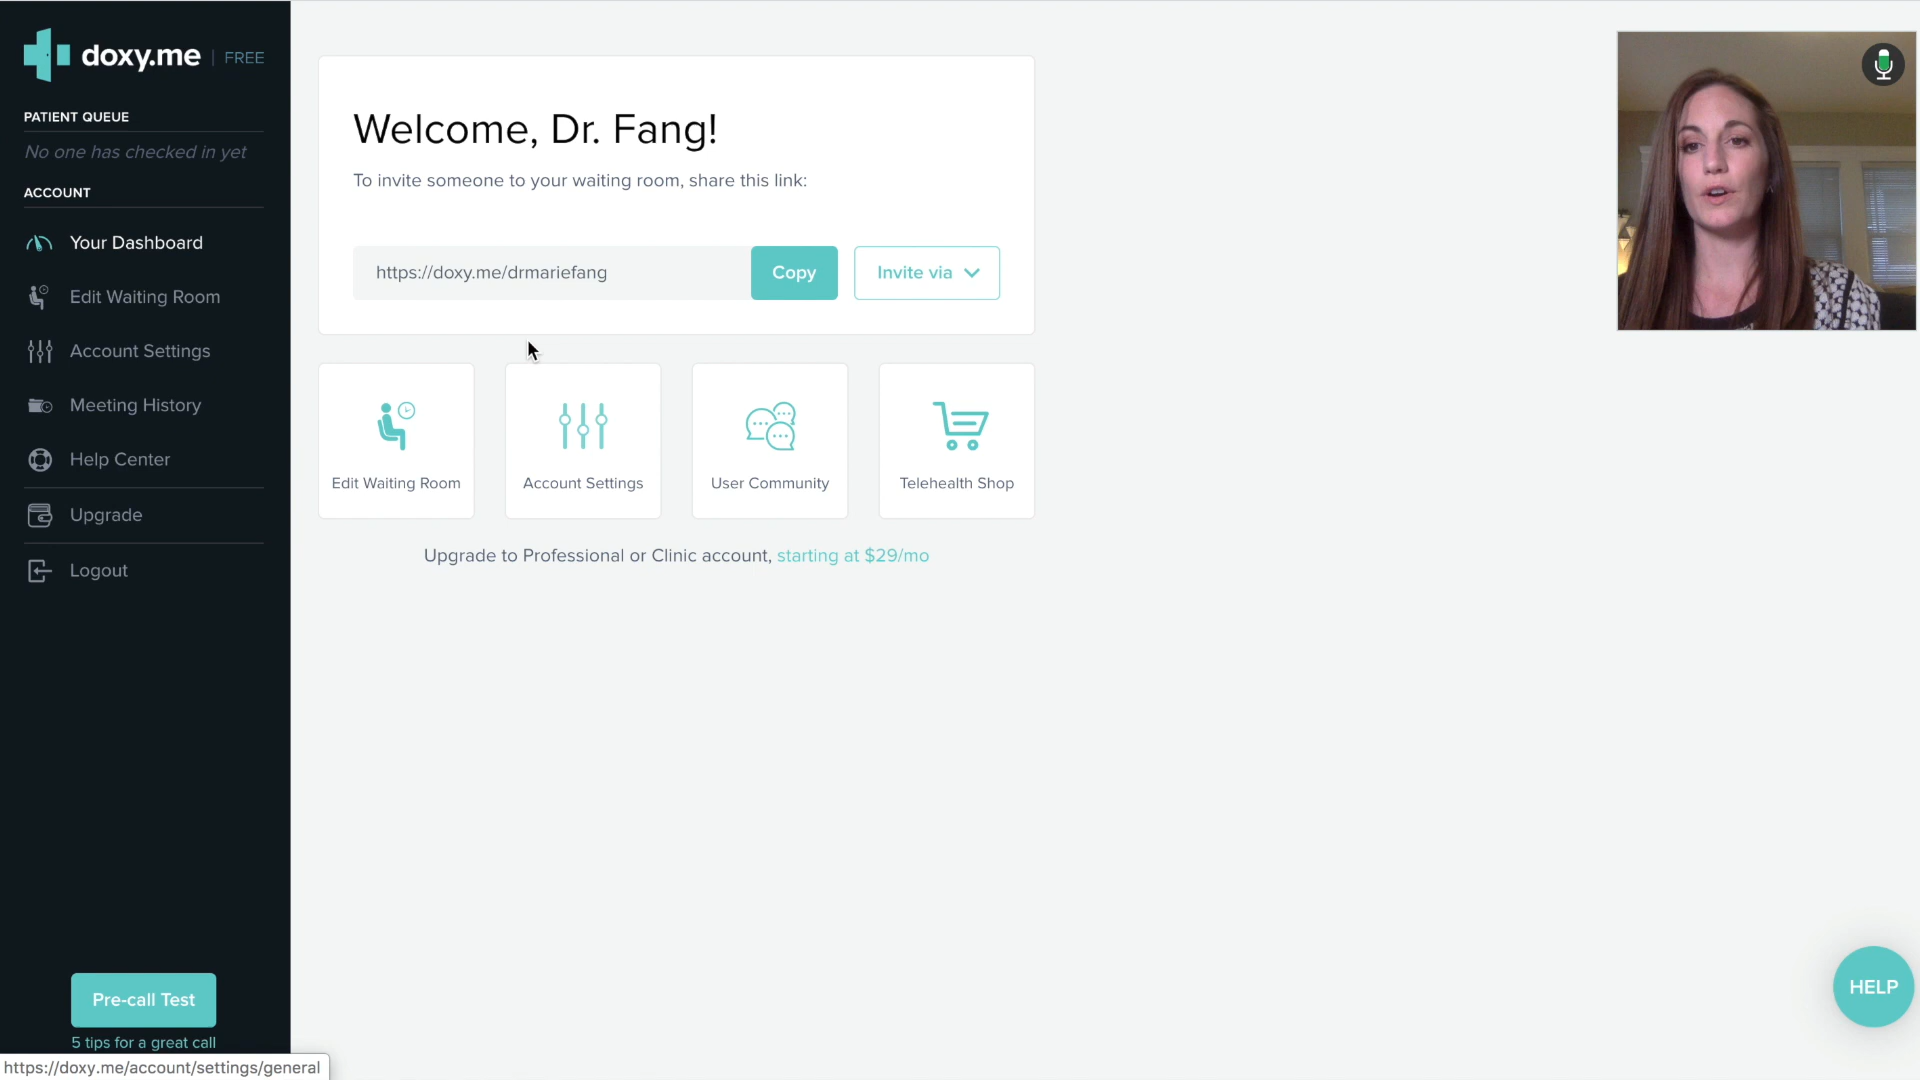 doxy.me | FREE
PATIENT QUEUE
No one has checked in yet
ACCOUNT
Your Dashboard
Edit Waiting Room
Account Settings
Meeting History
Help Center
Upgrade
Logout
Pre-call Test
5 tips for a great call
https://doxy.me/account/settings/general
Welcome, Dr. Fang!
To invite someone to your waiting room, share this link:
https://doxy.me/drmariefang
Copy
Invite via
Edit Waiting Room
Account Settings
User Community
Telehealth Shop
Upgrade to Professional or Clinic account, starting at $29/mo
HELP